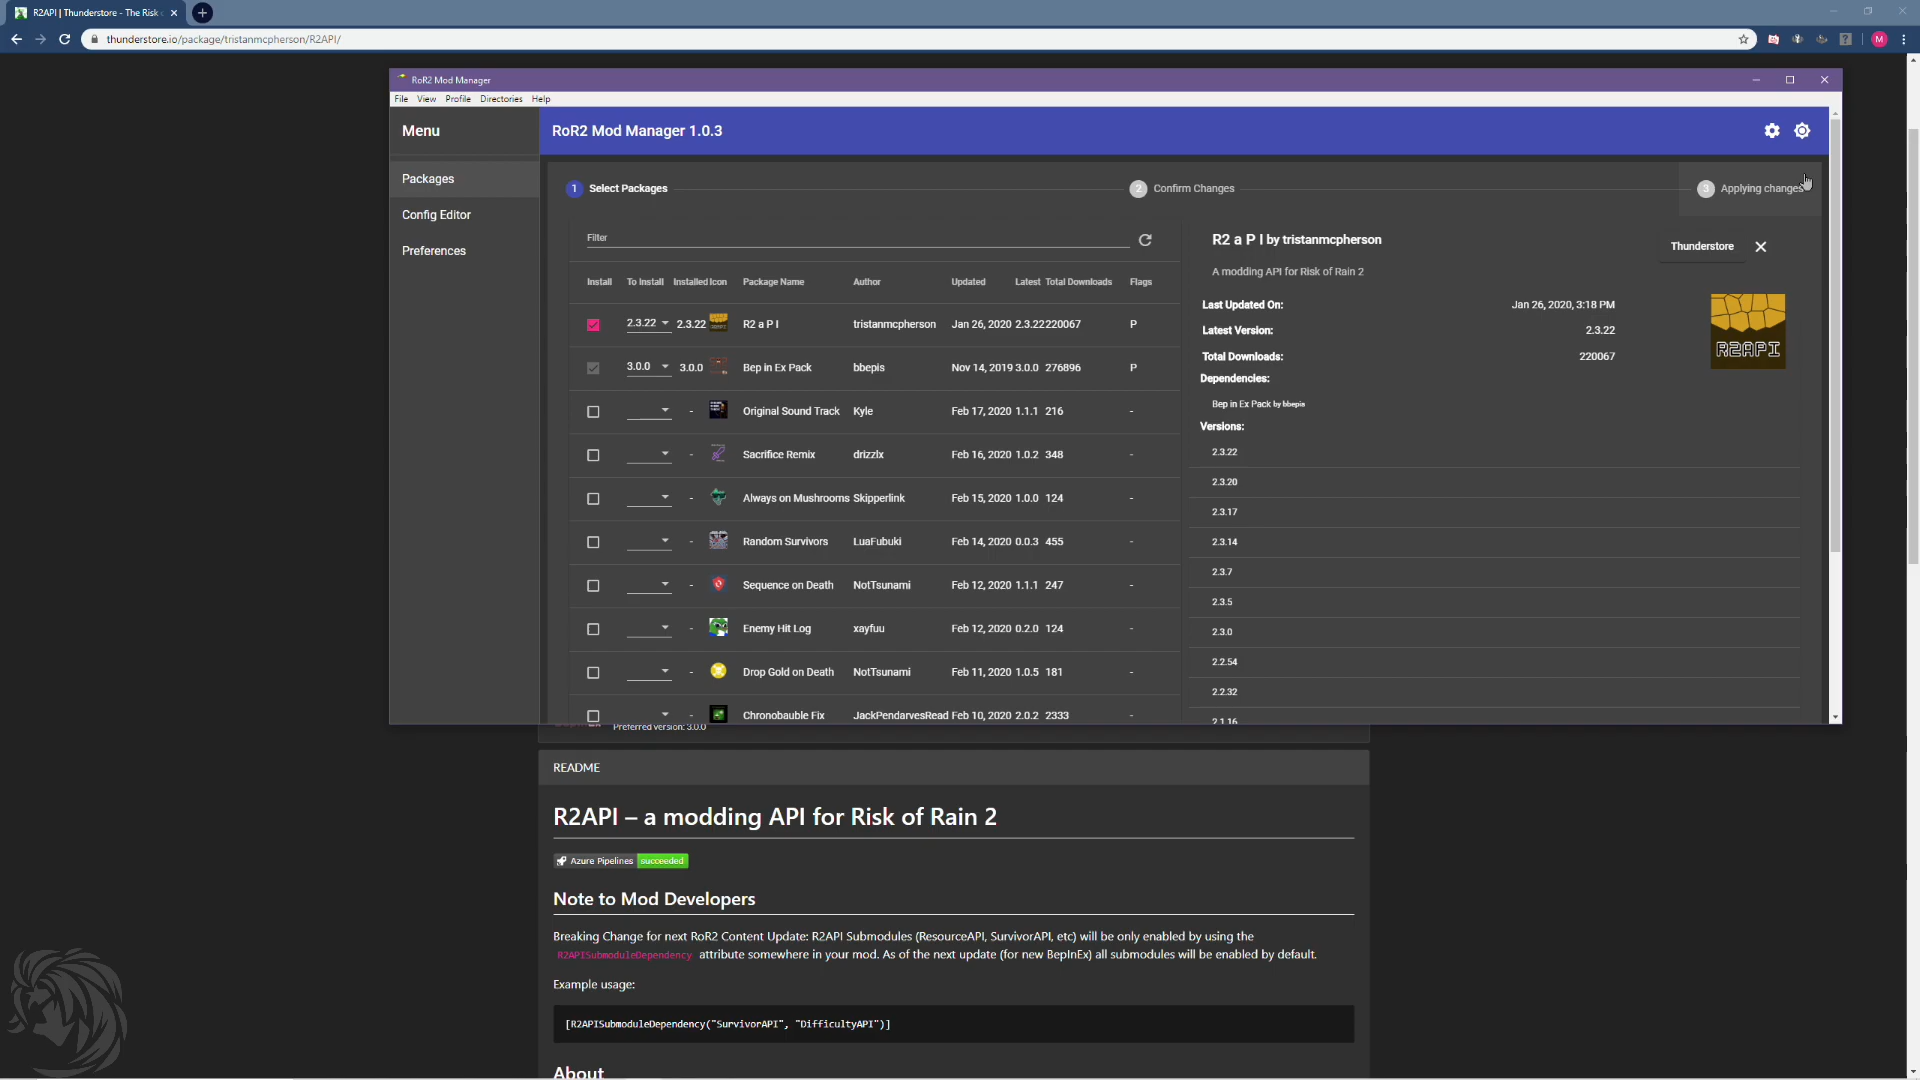 R2API | Thunderstore - The Risk
thunderstore.io/package/tristanmcpherson/R2API/
M
RoR2 Mod Manager
File View Profile Directories Help
Menu
RoR2 Mod Manager 1.0.3
Packages
Config Editor
Preferences
1 Select Packages
2 Confirm Changes
3 Applying changes
Filter
Install To Install Installed Icon Package Name Author Updated Latest Total Downloads Flags
2.3.22 2.3.22 R2 a P I tristanmcpherson Jan 26, 2020 2.3.22 220067 P
3.0.0 3.0.0 Bep in Ex Pack bbepis Nov 14, 2019 3.0.0 276896 P
- Original Sound Track Kyle Feb 17, 2020 1.1.1 216 -
- Sacrifice Remix drizzlx Feb 16, 2020 1.0.2 348 -
- Always on Mushrooms Skipperlink Feb 15, 2020 1.0.0 124 -
- Random Survivors LuaFubuki Feb 14, 2020 0.0.3 455 -
- Sequence on Death NotTsunami Feb 12, 2020 1.1.1 247 -
- Enemy Hit Log xayfuu Feb 12, 2020 0.2.0 124 -
- Drop Gold on Death NotTsunami Feb 11, 2020 1.0.5 181 -
- Chronobauble Fix JackPendarvesRead Feb 10, 2020 2.0.2 2333
R2 a P I by tristanmcpherson
Thunderstore
A modding API for Risk of Rain 2
Last Updated On: Jan 26, 2020, 3:18 PM
Latest Version: 2.3.22
Total Downloads: 220067
R2API
Dependencies:
Bep in Ex Pack by bbepis
Versions:
2.3.22
2.3.20
2.3.17
2.3.14
2.3.7
2.3.5
2.3.0
2.2.54
2.2.32
2.1.16
Preferred version: 3.0.0
README
R2API – a modding API for Risk of Rain 2
Azure Pipelines succeeded
Note to Mod Developers
Breaking Change for next RoR2 Content Update: R2API Submodules (ResourceAPI, SurvivorAPI, etc) will be only enabled by using the
R2APISubmoduleDependency attribute somewhere in your mod. As of the next update (for new BepInEx) all submodules will be enabled by default.
Example usage:
[R2APISubmoduleDependency("SurvivorAPI", "DifficultyAPI")]
About